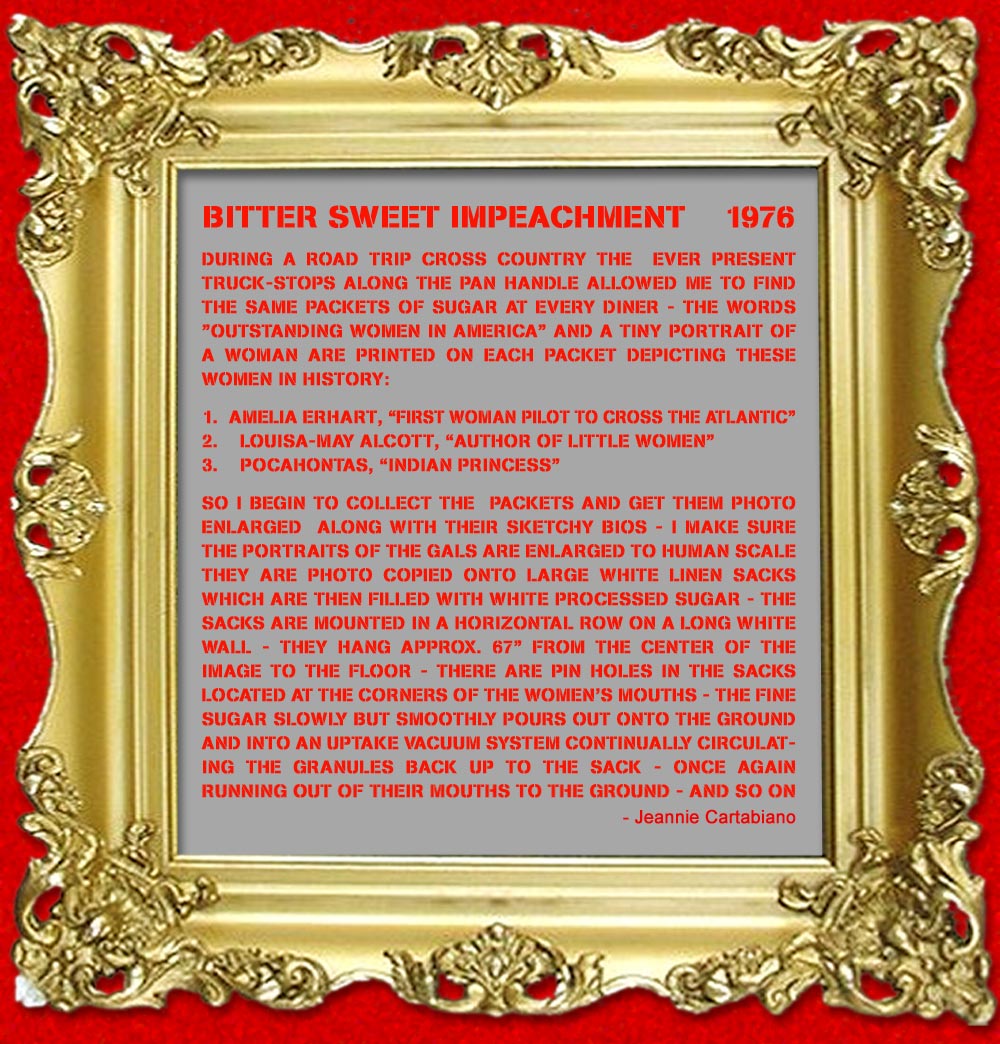 BITTER SWEET IMPEACHMENT 1976
DURING A ROAD TRIP CROSS COUNTRY THE EVER PRESENT
TRUCK-STOPS ALONG THE PAN HANDLE ALLOWED ME TO FIND
THE SAME PACKETS OF SUGAR AT EVERY DINER - THE WORDS
”OUTSTANDING WOMEN IN AMERICA” AND A TINY PORTRAIT OF
A WOMAN ARE PRINTED ON EACH PACKET DEPICTING THESE
WOMEN IN HISTORY:
1. AMELIA ERHART, “FIRST WOMAN PILOT TO CROSS THE ATLANTIC”
2. LOUISA-MAY ALCOTT, “AUTHOR OF LITTLE WOMEN”
3. POCAHONTAS, “INDIAN PRINCESS”
SO I BEGIN TO COLLECT THE PACKETS AND GET THEM PHOTO
ENLARGED ALONG WITH THEIR SKETCHY BIOS - I MAKE SURE
THE PORTRAITS OF THE GALS ARE ENLARGED TO HUMAN SCALE
THEY ARE PHOTO COPIED ONTO LARGE WHITE LINEN SACKS
WHICH ARE THEN FILLED WITH WHITE PROCESSED SUGAR - THE
SACKS ARE MOUNTED IN A HORIZONTAL ROW ON A LONG WHITE
WALL - THEY HANG APPROX. 67” FROM THE CENTER OF THE
IMAGE TO THE FLOOR - THERE ARE PIN HOLES IN THE SACKS
LOCATED AT THE CORNERS OF THE WOMEN’S MOUTHS - THE FINE
SUGAR SLOWLY BUT SMOOTHLY POURS OUT ONTO THE GROUND
AND INTO AN UPTAKE VACUUM SYSTEM CONTINUALLY CIRCULAT-
ING THE GRANULES BACK UP TO THE SACK - ONCE AGAIN
RUNNING OUT OF THEIR MOUTHS TO THE GROUND - AND SO ON
- Jeannie Cartabiano